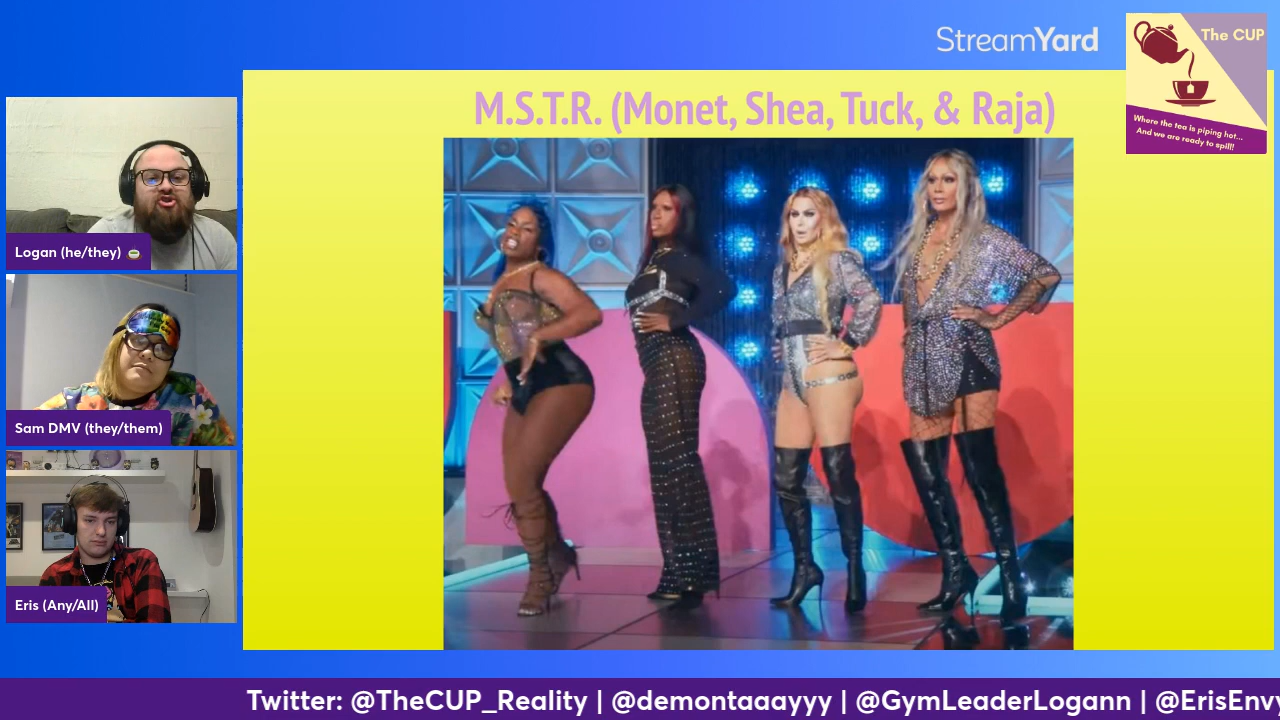 StreamYard
The CUP
Where the tea is piping hot...
And we are ready to spill!
M.S.T.R. (Monet, Shea, Tuck, & Raja)
Logan (he/they) 🍵
Sam DMV (they/them)
Eris (Any/All)
Twitter: @TheCUP_Reality | @demontaaayyy | @GymLeaderLogann | @ErisEnvy